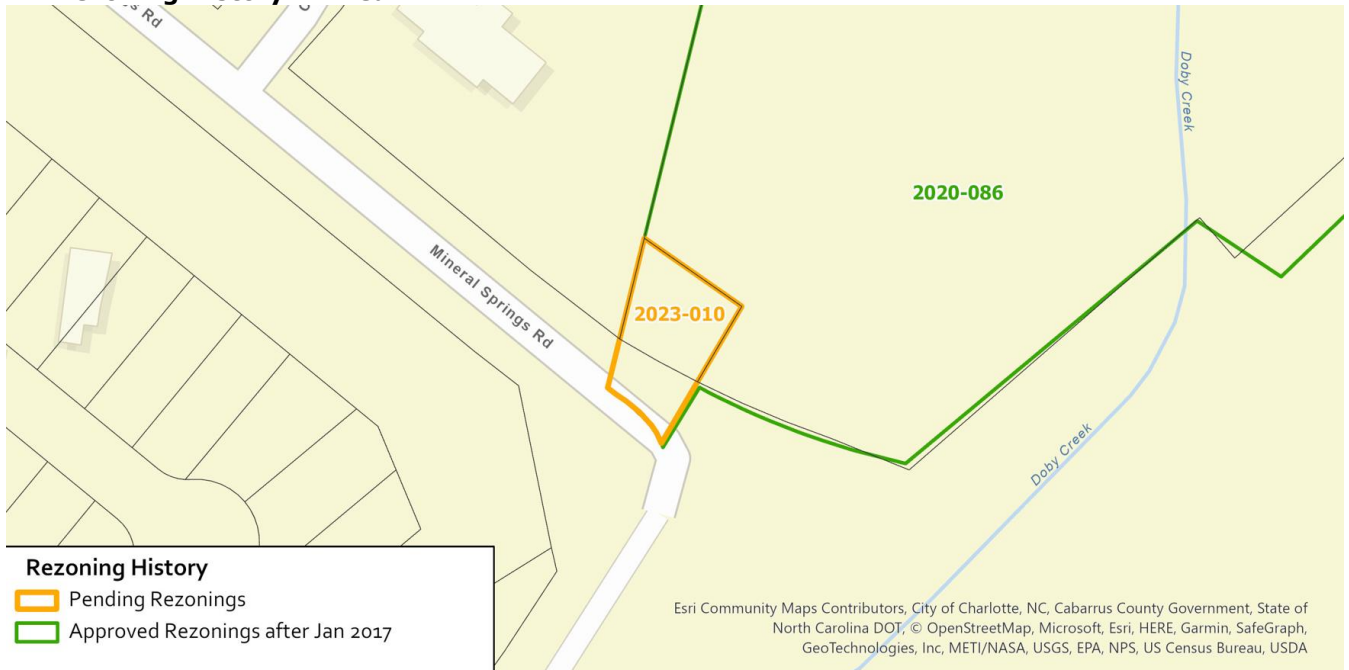 Rd
Doby Creek
2020-086
Mineral Springs Rd
2023-010
Doby Creek
Rezoning History
Pending Rezonings
Approved Rezonings after Jan 2017
Esri Community Maps Contributors, City of Charlotte, NC, Cabarrus County Government, State of
North Carolina DOT, © OpenStreetMap, Microsoft, Esri, HERE, Garmin, SafeGraph,
GeoTechnologies, Inc, METI/NASA, USGS, EPA, NPS, US Census Bureau, USDA